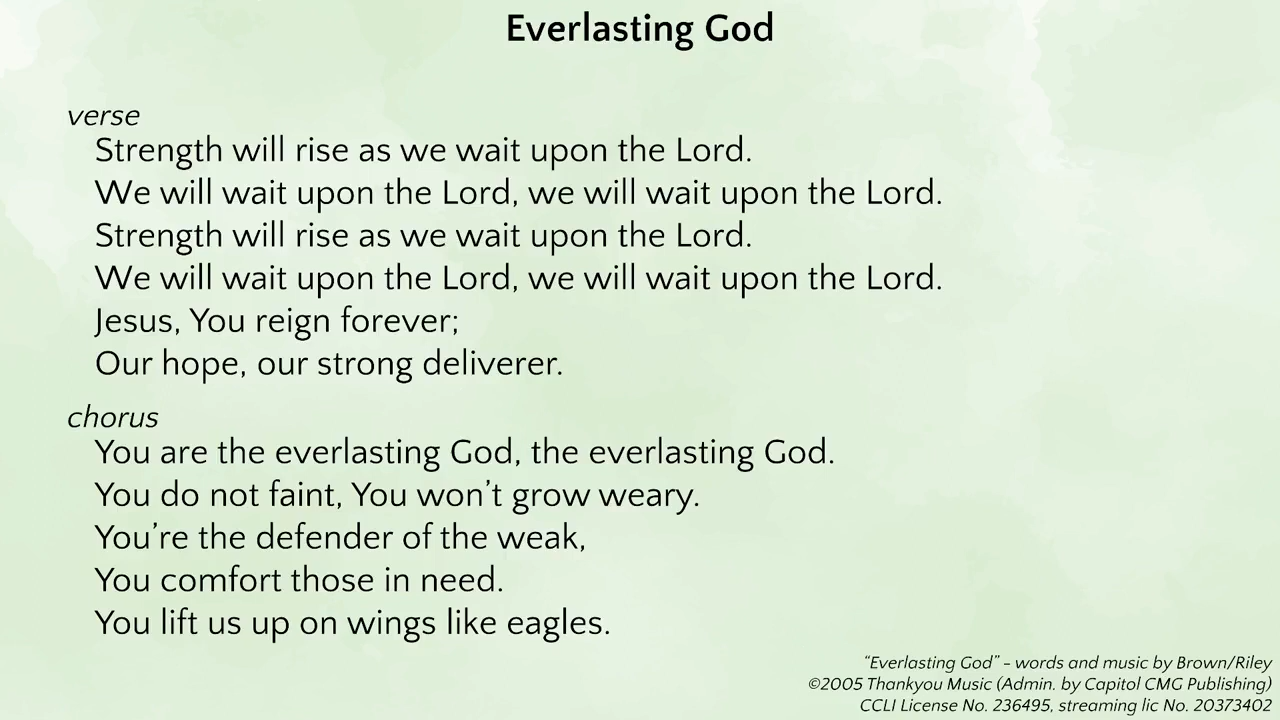 Everlasting God
verse
Strength will rise as we wait upon the Lord.
We will wait upon the Lord, we will wait upon the Lord.
Strength will rise as we wait upon the Lord.
We will wait upon the Lord, we will wait upon the Lord.
Jesus, You reign forever;
Our hope, our strong deliverer.
chorus
You are the everlasting God, the everlasting God.
You do not faint, You won’t grow weary.
You’re the defender of the weak,
You comfort those in need.
You lift us up on wings like eagles.
“Everlasting God” – words and music by Brown/Riley
©2005 Thankyou Music (Admin. by Capitol CMG Publishing)
CCLI License No. 236495, streaming lic No. 20373402